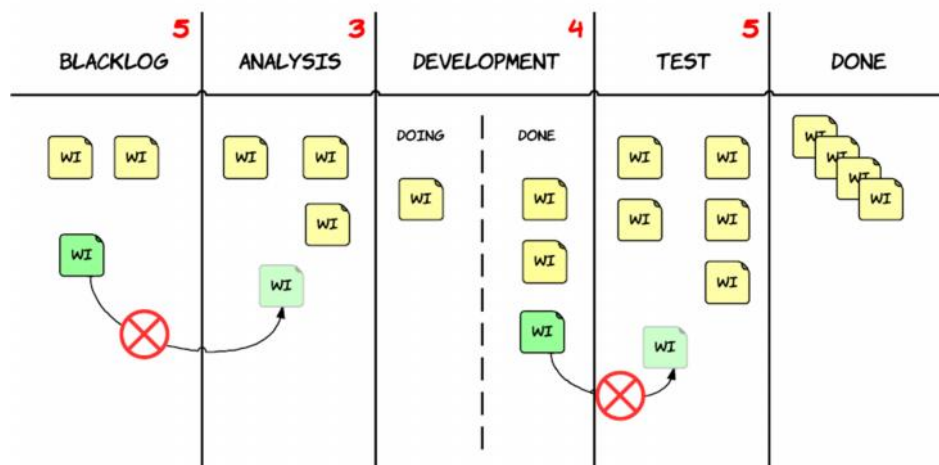 5 3 4 5
BLACKLOG ANALYSIS DEVELOPMENT TEST DONE
DOING DONE
WI WI WI WI WI WI WI
WI WI WI WI WI WI
WI WI WI
WI WI
WI WI
WI
WI
WI